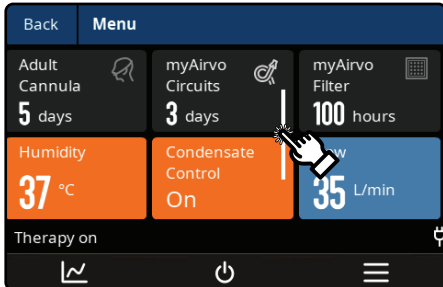 Back Menu
Adult
Cannula
5 days
myAirvo
Circuits
3 days
myAirvo
Filter
100 hours
Humidity
37 °C
Condensate
Control
On
35 L/min
Therapy on